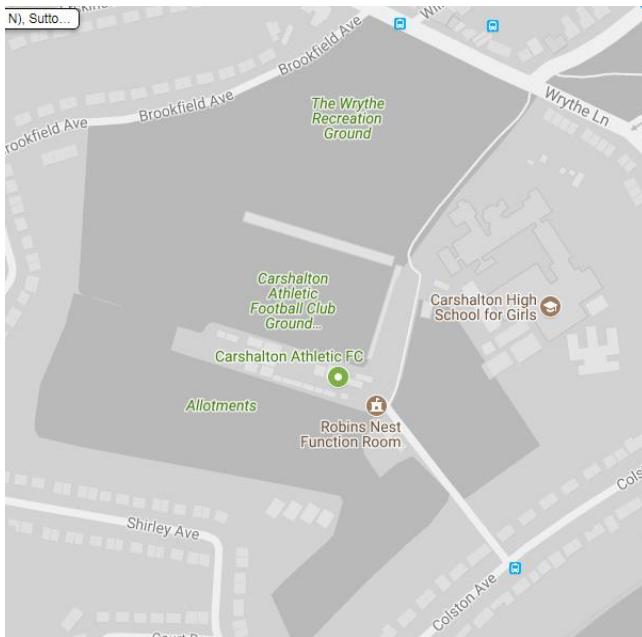 N), Sutto...
Brookfield Ave
Brookfield Ave
rookfield Ave
The Wrythe
Recreation
Ground
Wrythe Ln
Carshalton
Athletic
Football Club
Ground...
Carshalton High
School for Girls
Carshalton Athletic FC
Allotments
Robins Nest
Function Room
Shirley Ave
Cols
Colston Ave